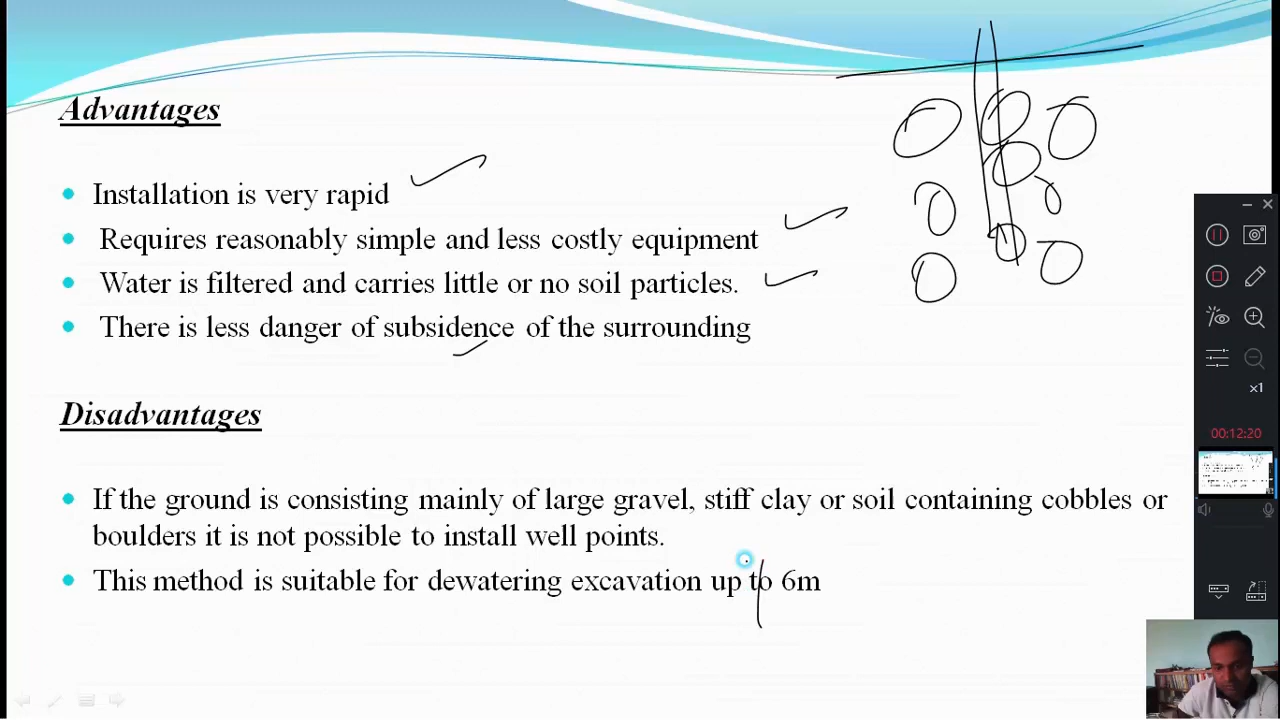 Advantages
Installation is very rapid
Requires reasonably simple and less costly equipment
Water is filtered and carries little or no soil particles.
There is less danger of subsidence of the surrounding
×1
00:12:20
Disadvantages
If the ground is consisting mainly of large gravel, stiff clay or soil containing cobbles or
boulders it is not possible to install well points.
This method is suitable for dewatering excavation up to 6m